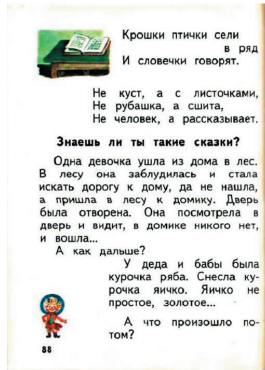 Крошки птички сели
в ряд
И словечки говорят.
Не куст, а с листочками,
Не рубашка, а сшита,
Не человек, а рассказывает.
Знаешь ли ты такие сказки?
Одна девочка ушла из дома в лес.
В лесу она заблудилась и стала
искать дорогу к дому, да не нашла,
а пришла в лесу к домику. Дверь
была отворена. Она посмотрела в
дверь и видит, в домике никого нет,
и вошла...
А как дальше?
У деда и бабы была
курочка ряба. Снесла ку-
рочка яичко. Яичко не
простое, золотое...
А что произошло по-
том?
88